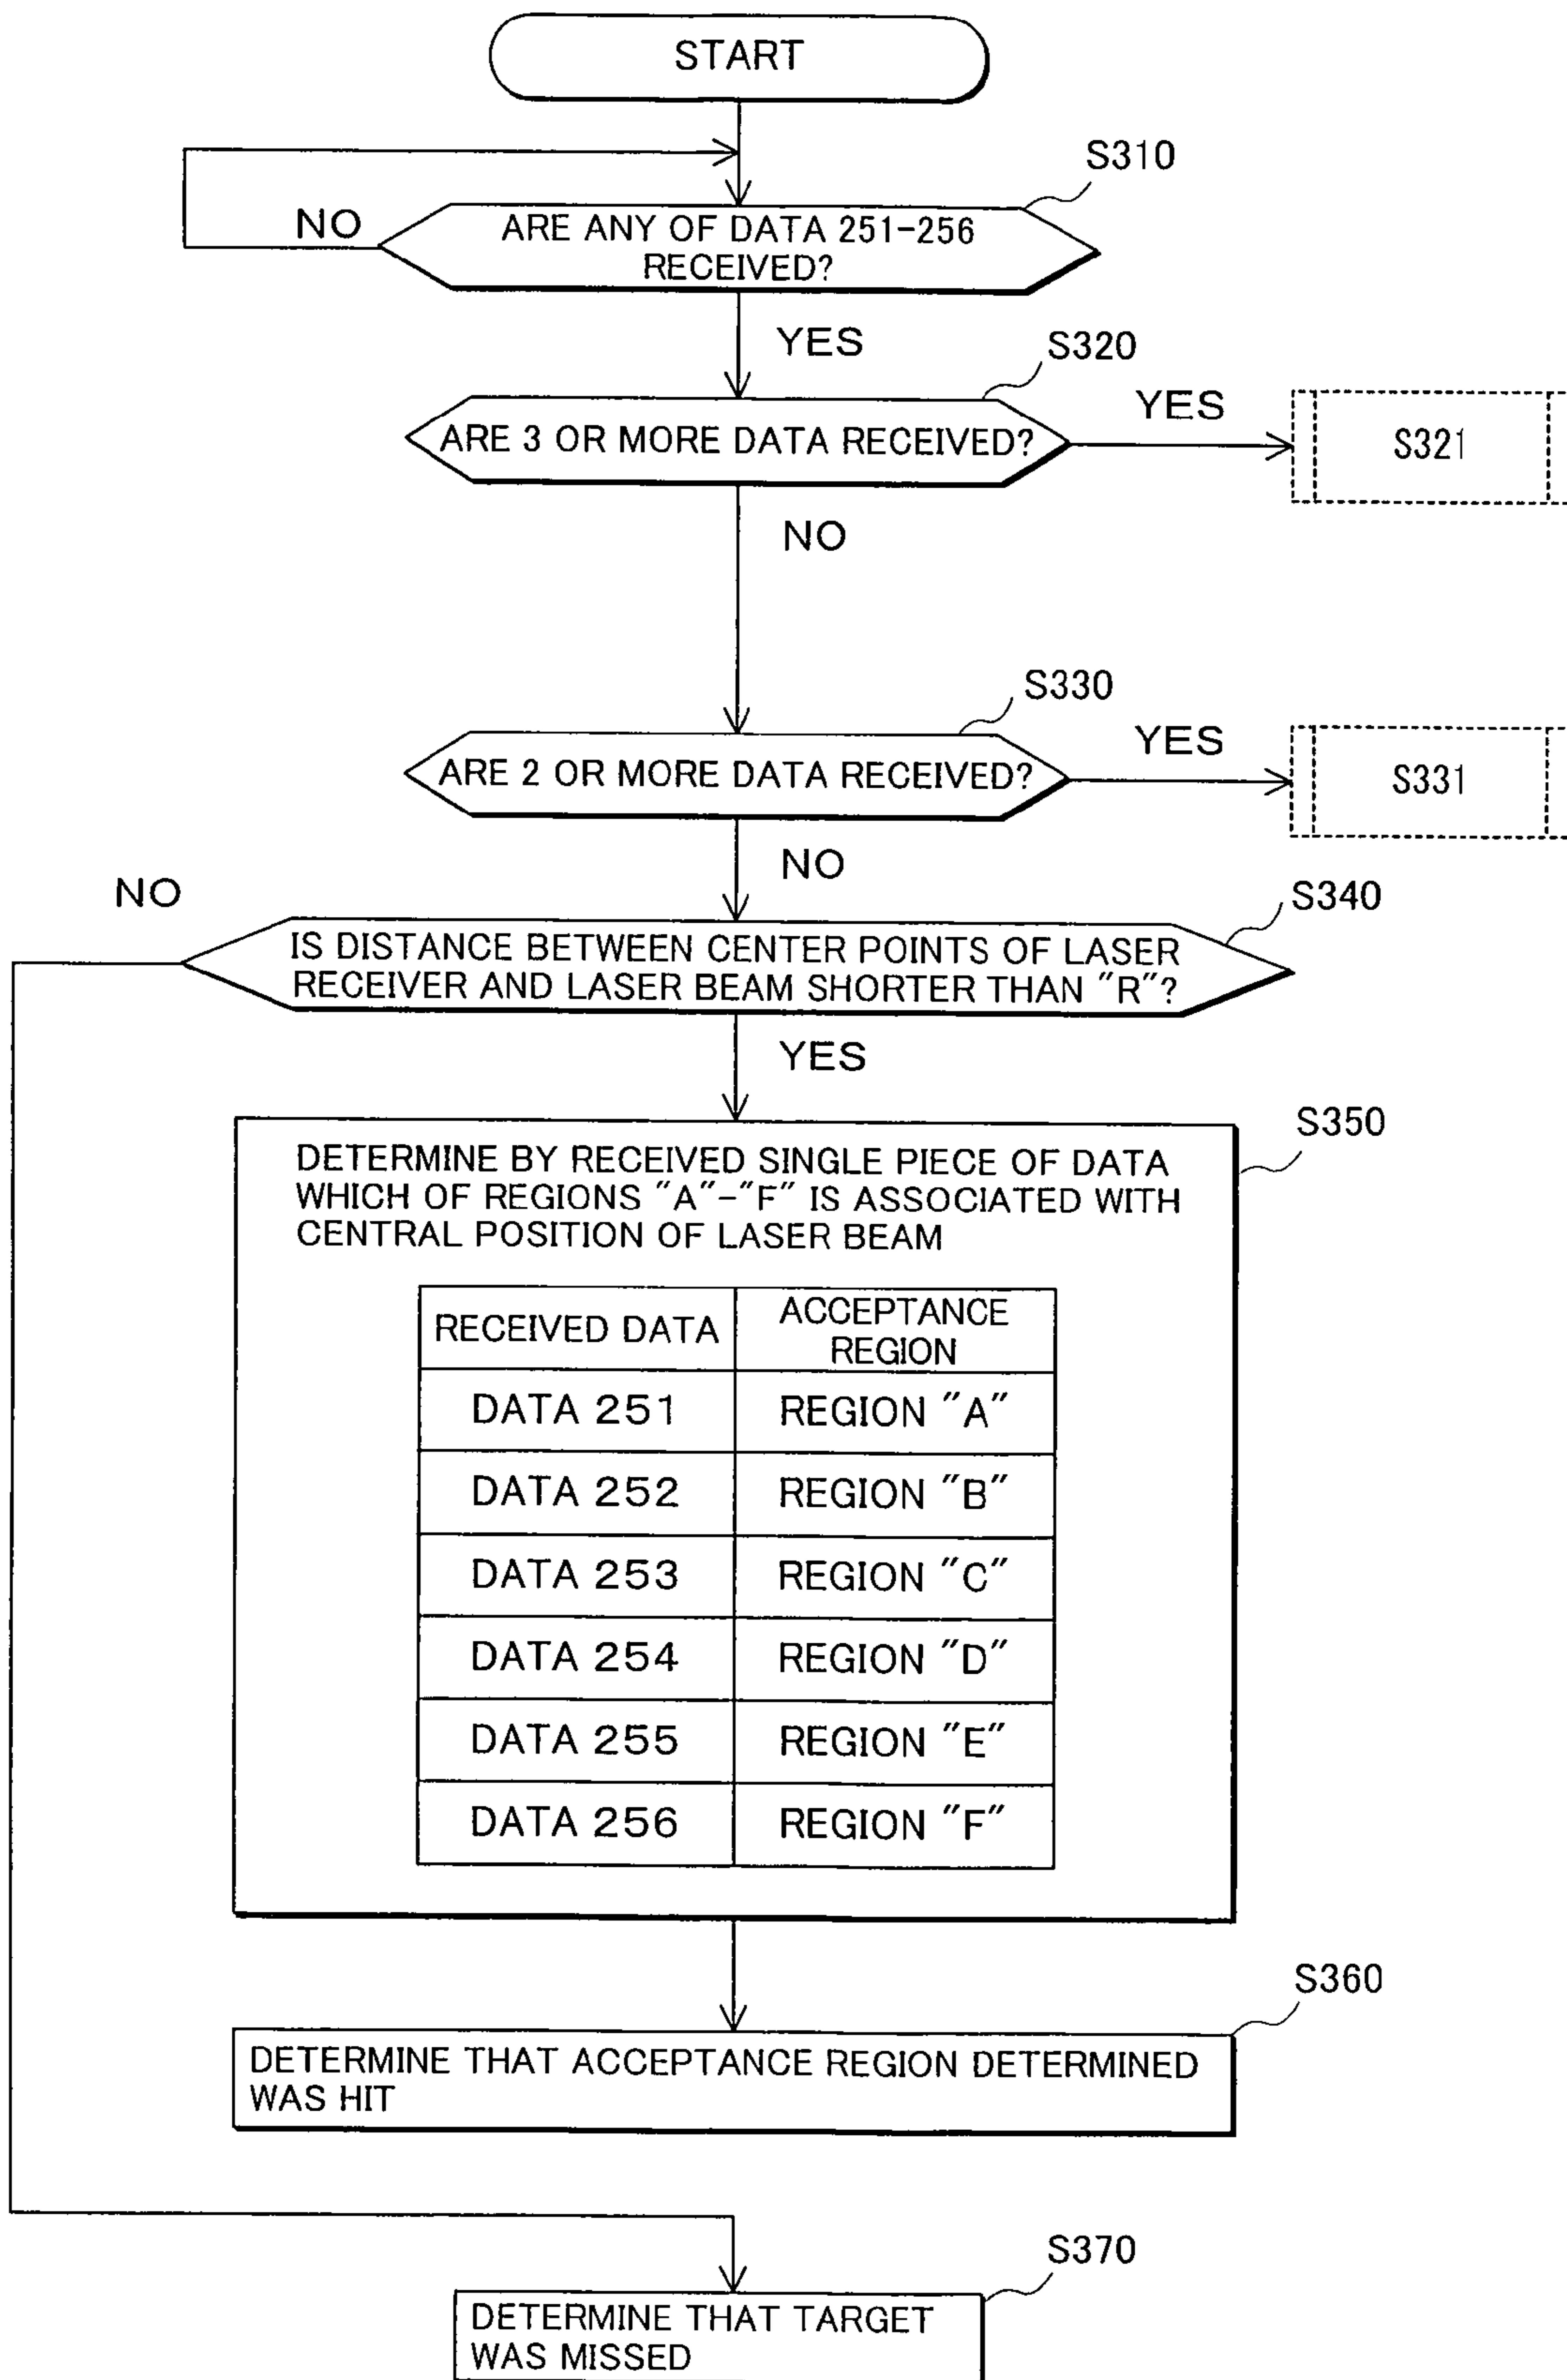 START
S310
NO
ARE ANY OF DATA 251-256
RECEIVED?
YES
S320
ARE 3 OR MORE DATA RECEIVED?
YES
S321
NO
S330
ARE 2 OR MORE DATA RECEIVED?
YES
S331
NO
NO
S340
IS DISTANCE BETWEEN CENTER POINTS OF LASER
RECEIVER AND LASER BEAM SHORTER THAN "R"?
YES
S350
DETERMINE BY RECEIVED SINGLE PIECE OF DATA
WHICH OF REGIONS "A"-"F" IS ASSOCIATED WITH
CENTRAL POSITION OF LASER BEAM
RECEIVED DATA
ACCEPTANCE
REGION
DATA 251
REGION "A"
DATA 252
REGION "B"
DATA 253
REGION "C"
DATA 254
REGION "D"
DATA 255
REGION "E"
DATA 256
REGION "F"
S360
DETERMINE THAT ACCEPTANCE REGION DETERMINED
WAS HIT
S370
DETERMINE THAT TARGET
WAS MISSED